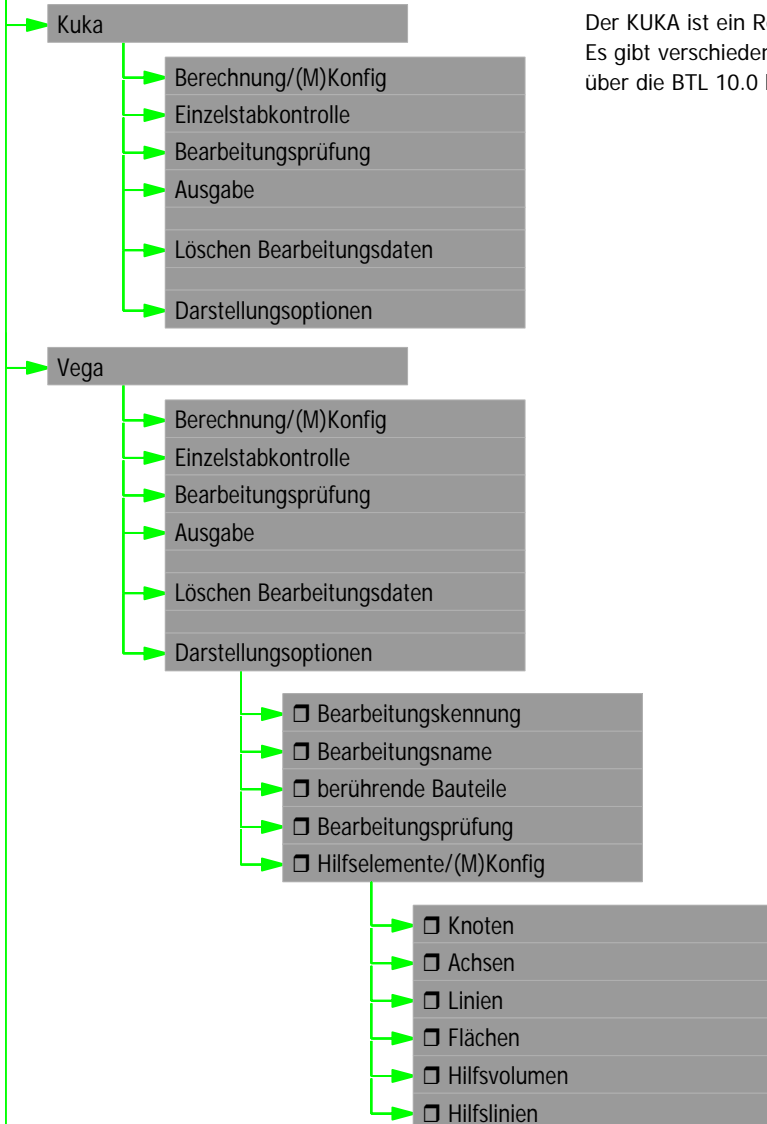 Kuka
Der KUKA ist ein
Es gibt
über die BTL 10.0
Berechnung/(M)Konfig
Einzelstabkontrolle
Bearbeitungsprüfung
Ausgabe
Löschen Bearbeitungsdaten
Darstellungsoptionen
Vega
Berechnung/(M)Konfig
Einzelstabkontrolle
Bearbeitungsprüfung
Ausgabe
Löschen Bearbeitungsdaten
Darstellungsoptionen
❒ Bearbeitungskennung
❒ Bearbeitungsname
❒ berührende Bauteile
❒ Bearbeitungsprüfung
❒ Hilfselemente/(M)Konfig
❒ Knoten
❒ Achsen
❒ Linien
❒ Flächen
❒ Hilfsvolumen
❒ Hilfslinien